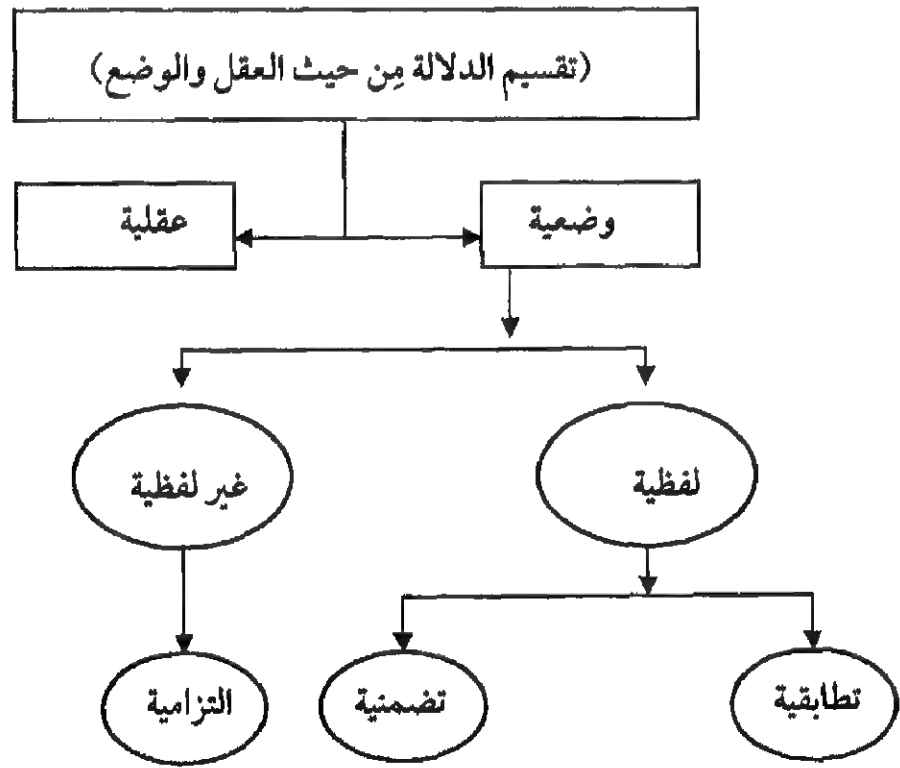 (تقسيم الدلالة مِن حيث العقل والوضع)
وضعية
عقلية
لفظية
غير لفظية
تطابقية
تضمنية
التزامية